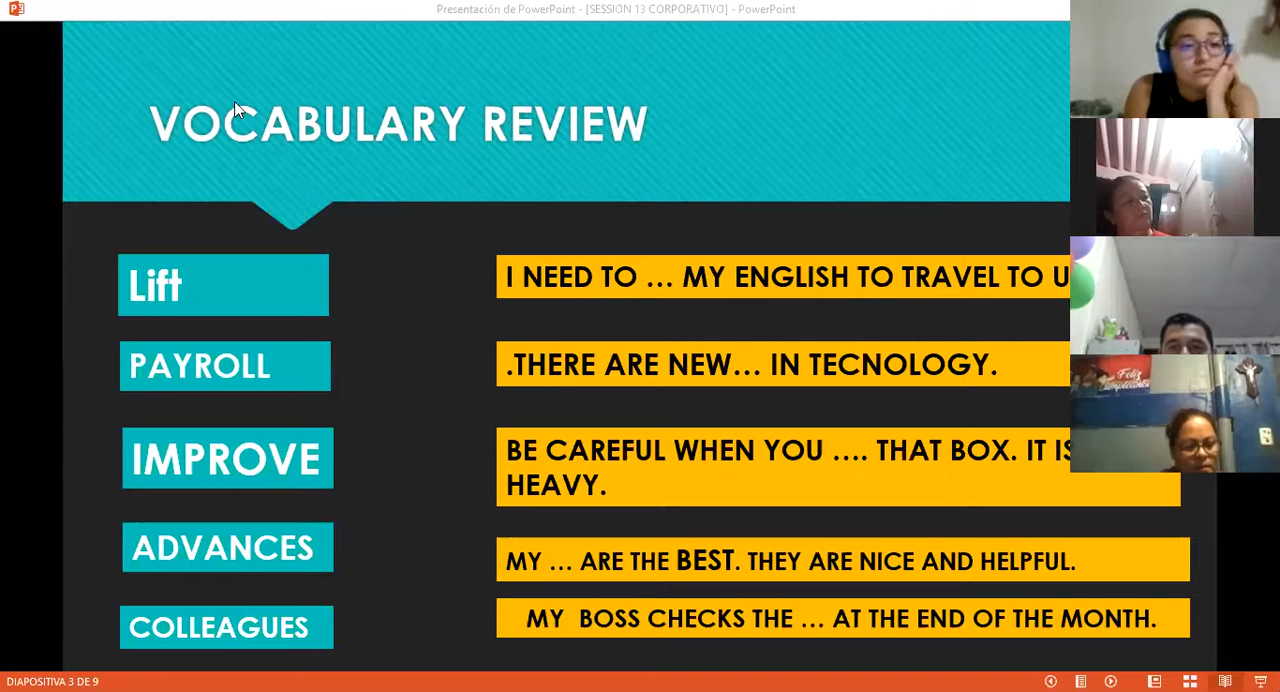 Presentación de PowerPoint - [SESSION 13 CORPORATIVO] - PowerPoint
VOCABULARY REVIEW
Lift
I NEED TO … MY ENGLISH TO TRAVEL TO U
PAYROLL
.THERE ARE NEW… IN TECNOLOGY.
IMPROVE
BE CAREFUL WHEN YOU …. THAT BOX. IT IS
HEAVY.
ADVANCES
MY … ARE THE BEST. THEY ARE NICE AND HELPFUL.
COLLEAGUES
MY BOSS CHECKS THE … AT THE END OF THE MONTH.
Feliz
Cumpleaños
DIAPOSITIVA 3 DE 9